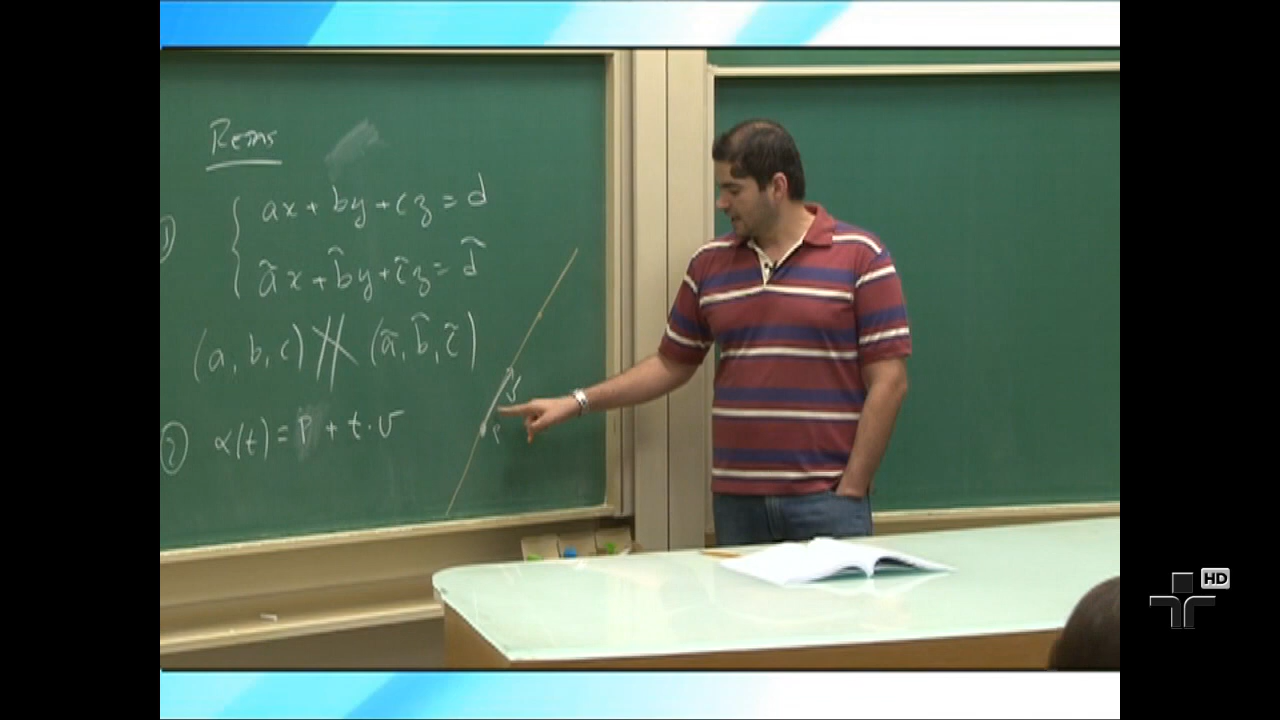 Retas
① { ax + by + cz = d
ãx + b̃y + c̃z = d̃
(a, b, c) ∦ (ã, b̃, c̃)
② α(t) = P + t · v
v
P
HD